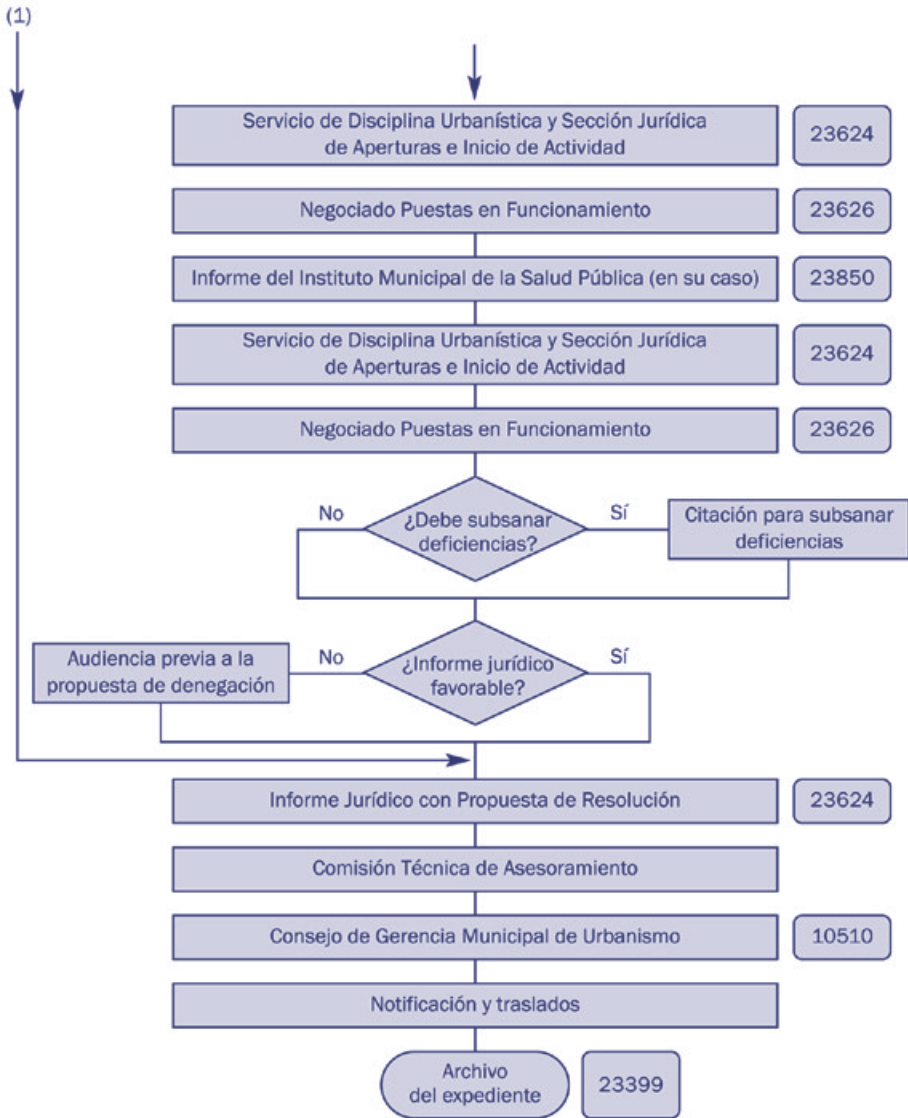 (1)
Servicio de Disciplina Urbanística y Sección Jurídica
de Aperturas e Inicio de Actividad
23624
Negociado Puestas en Funcionamiento
23626
Informe del Instituto Municipal de la Salud Pública (en su caso)
23850
Servicio de Disciplina Urbanística y Sección Jurídica
de Aperturas e Inicio de Actividad
23624
Negociado Puestas en Funcionamiento
23626
No
¿Debe subsanar
deficiencias?
Sí
Citación para subsanar
deficiencias
Audiencia previa a la
propuesta de denegación
No
¿Informe jurídico
favorable?
Sí
Informe Jurídico con Propuesta de Resolución
23624
Comisión Técnica de Asesoramiento
Consejo de Gerencia Municipal de Urbanismo
10510
Notificación y traslados
Archivo
del expediente
23399